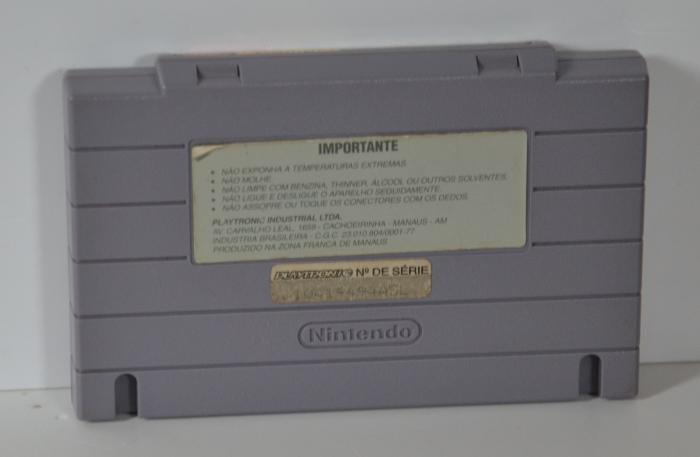 IMPORTANTE
• NÃO EXPONHA A TEMPERATURAS EXTREMAS
• NÃO MOLHE.
• NÃO LIMPE COM BENZINA, THINNER, ÁLCOOL OU OUTROS SOLVENTES.
• NÃO LIGUE E DESLIGUE O APARELHO SEGUIDAMENTE.
• NÃO ASSOPRE OU TOQUE OS CONECTORES COM OS DEDOS.
PLAYTRONIC INDUSTRIAL LTDA.
AV. CARVALHO LEAL, 1659 - CACHOEIRINHA - MANAUS - AM
INDUSTRIA BRASILEIRA - C.G.C. 23.010.804/0001-77
PRODUZIDO NA ZONA FRANCA DE MANAUS
PLAYTRONIC Nº DE SÉRIE
Nintendo